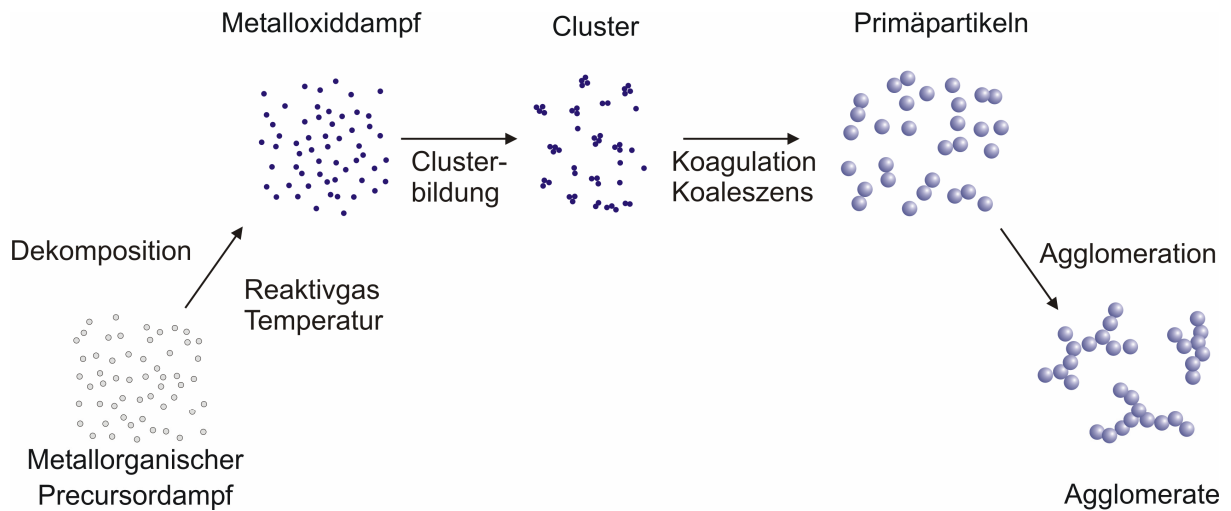 Metalloxiddampf
Cluster
Primäpartikeln
Cluster-
bildung
Koagulation
Koaleszens
Dekomposition
Reaktivgas
Temperatur
Agglomeration
Metallorganischer
Precursordampf
Agglomerate